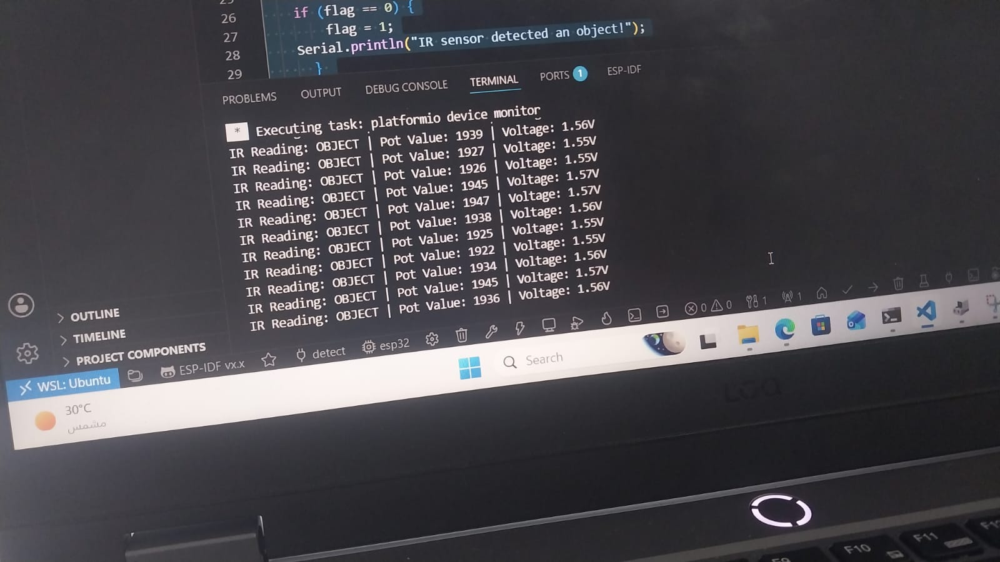 26 if (flag == 0) {
27 flag = 1;
28 Serial.println("IR sensor detected an object!");
29 }
PROBLEMS OUTPUT DEBUG CONSOLE TERMINAL PORTS 1 ESP-IDF
* Executing task: platformio device monitor
IR Reading: OBJECT | Pot Value: 1939 | Voltage: 1.56V
IR Reading: OBJECT | Pot Value: 1927 | Voltage: 1.55V
IR Reading: OBJECT | Pot Value: 1926 | Voltage: 1.55V
IR Reading: OBJECT | Pot Value: 1945 | Voltage: 1.57V
IR Reading: OBJECT | Pot Value: 1947 | Voltage: 1.57V
IR Reading: OBJECT | Pot Value: 1938 | Voltage: 1.56V
IR Reading: OBJECT | Pot Value: 1925 | Voltage: 1.55V
IR Reading: OBJECT | Pot Value: 1922 | Voltage: 1.55V
IR Reading: OBJECT | Pot Value: 1934 | Voltage: 1.56V
IR Reading: OBJECT | Pot Value: 1945 | Voltage: 1.57V
IR Reading: OBJECT | Pot Value: 1936 | Voltage: 1.56V
OUTLINE
TIMELINE
PROJECT COMPONENTS
WSL: Ubuntu ESP-IDF vx.x detect esp32 0 0 1 1
Search
30°C
مشمس
LOQ
F9 F10 F11